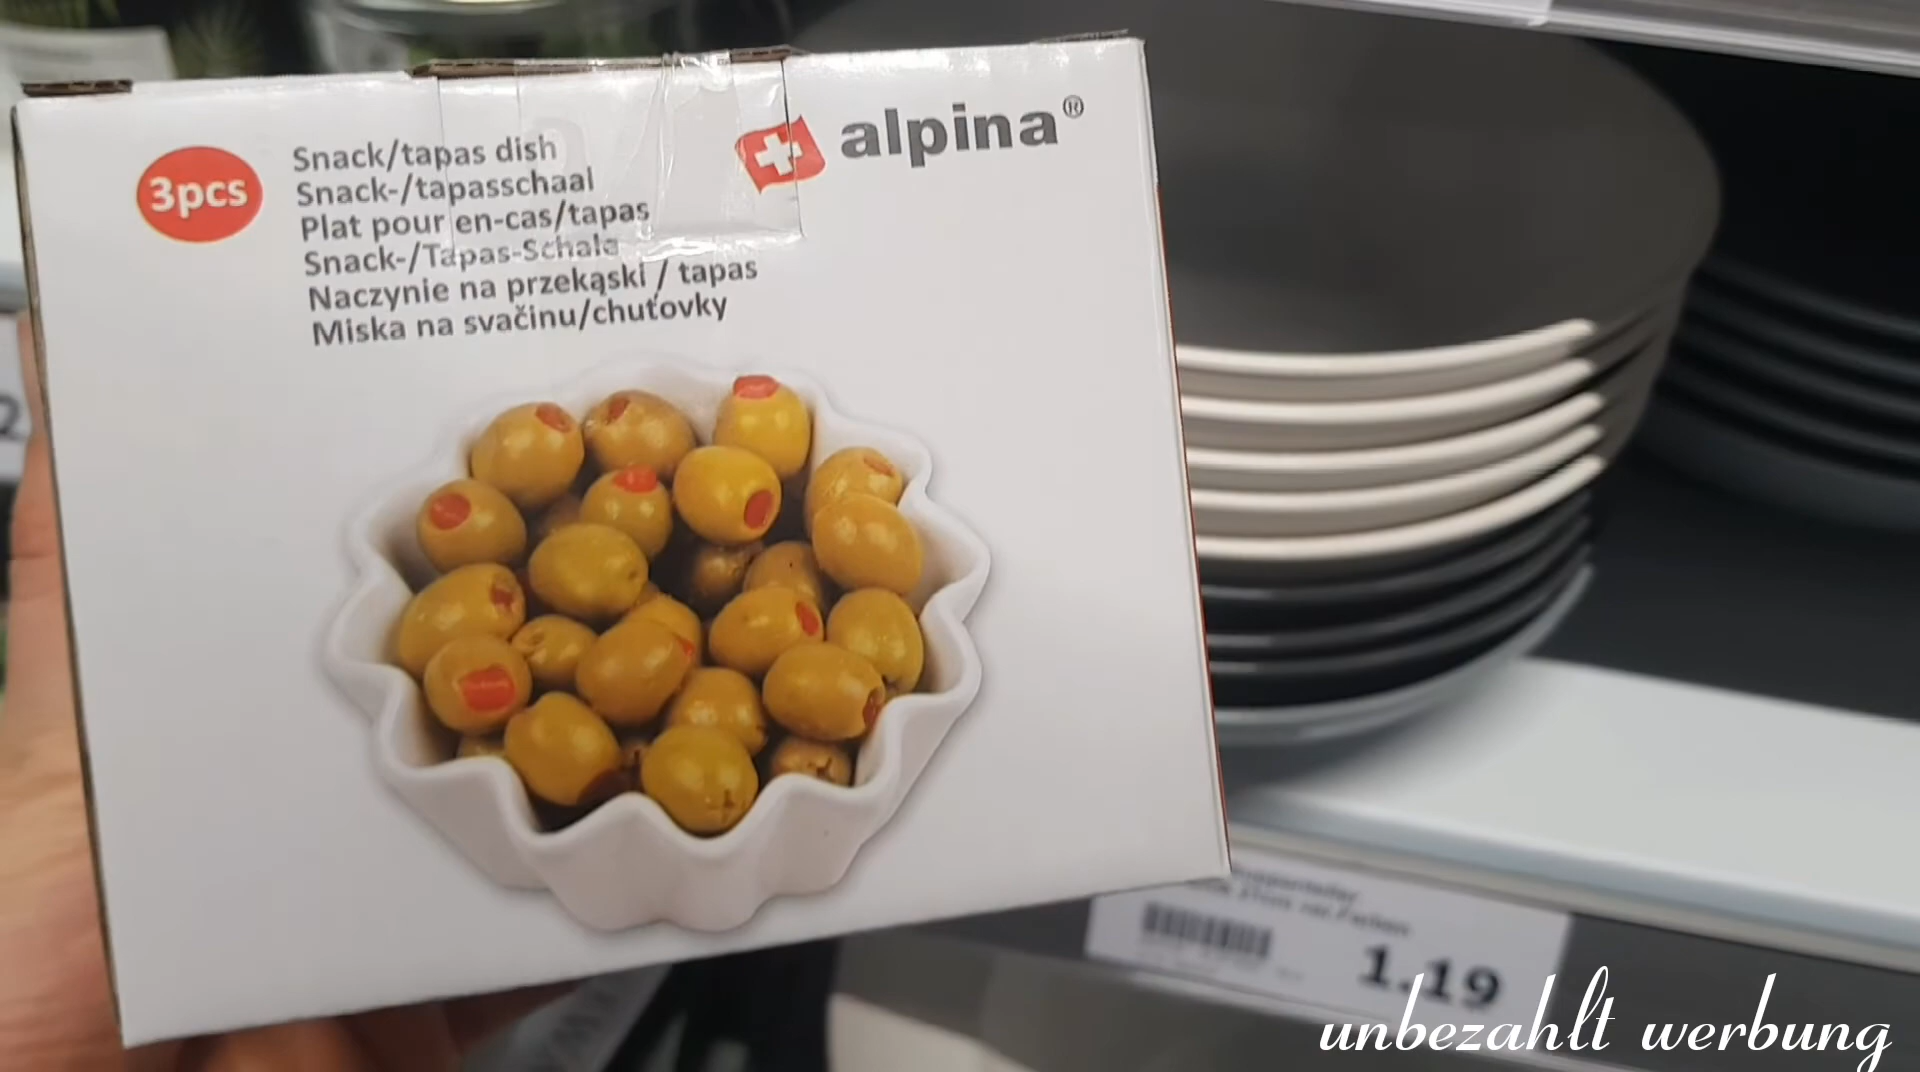 3pcs
Snack/tapas dish
Snack-/tapasschaal
Plat pour en-cas/tapas
Snack-/Tapas-Schale
Naczynie na przekąski / tapas
Miska na svačinu/chuťovky
alpina®
1.19
unbezahlt werbung